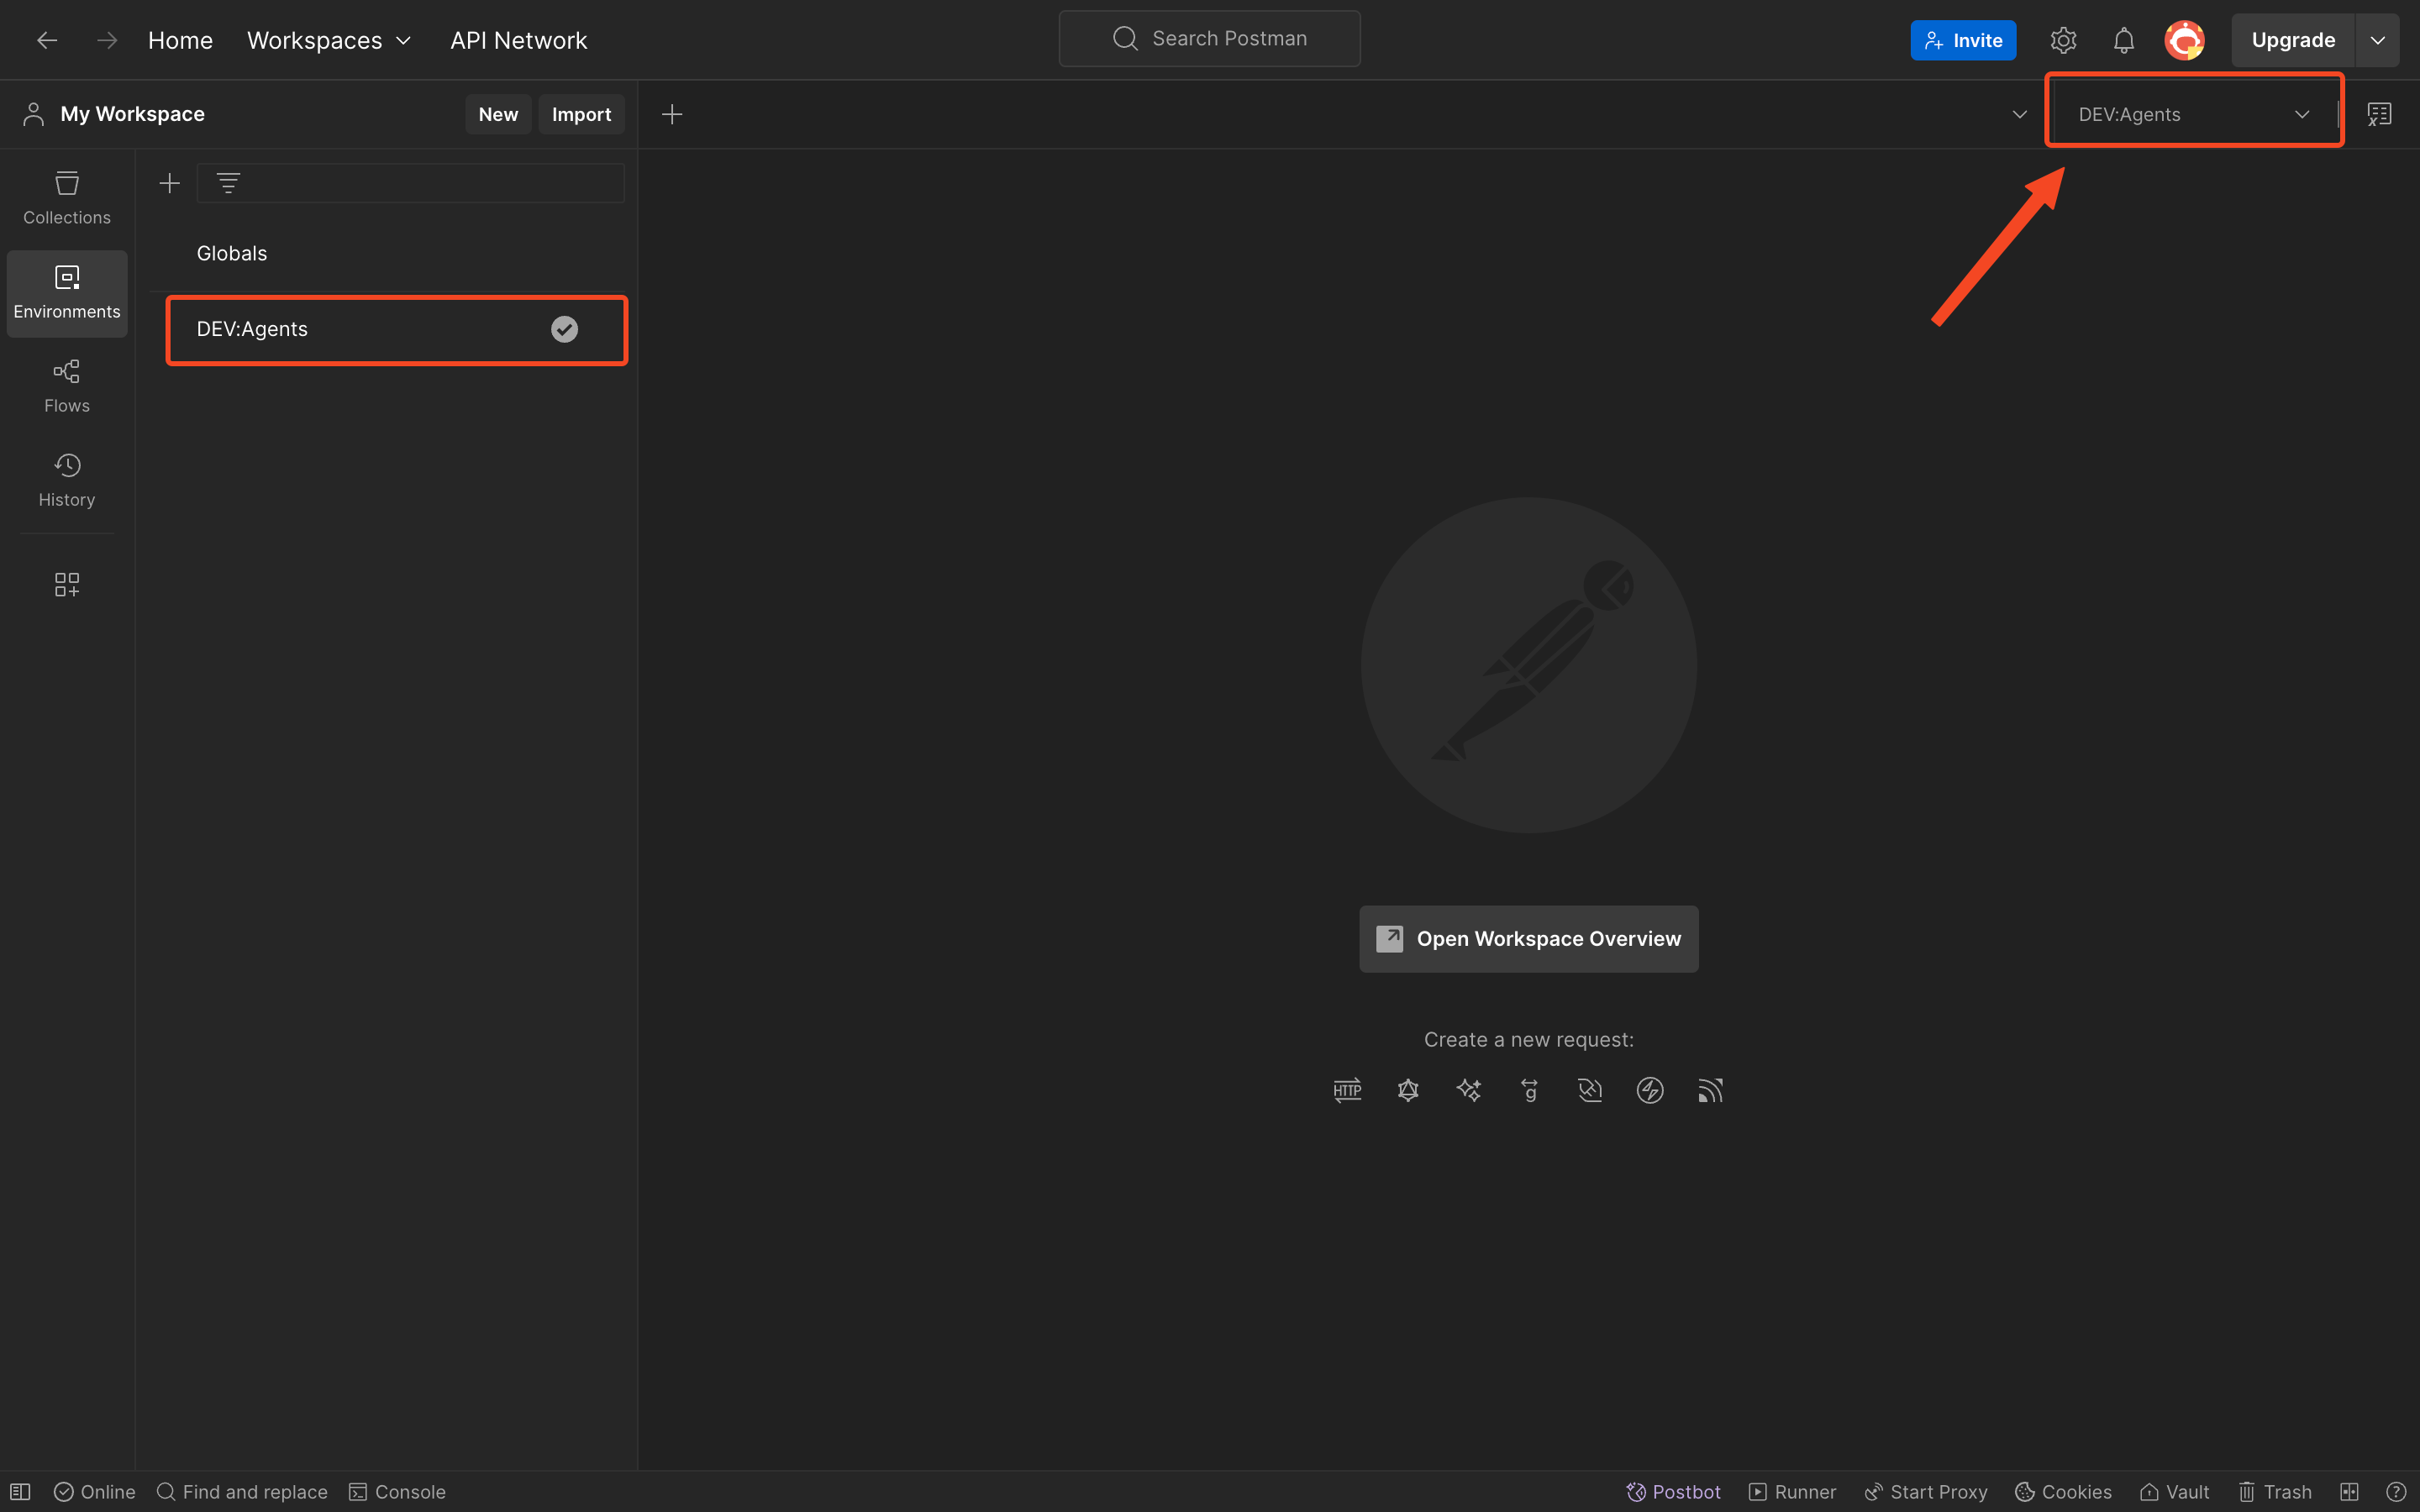 Home Workspaces API Network Search Postman Invite Upgrade
My Workspace New Import DEV:Agents
Collections
Globals
Environments
DEV:Agents
Flows
History
Open Workspace Overview
Create a new request:
HTTP g
Online Find and replace Console Postbot Runner Start Proxy Cookies Vault Trash